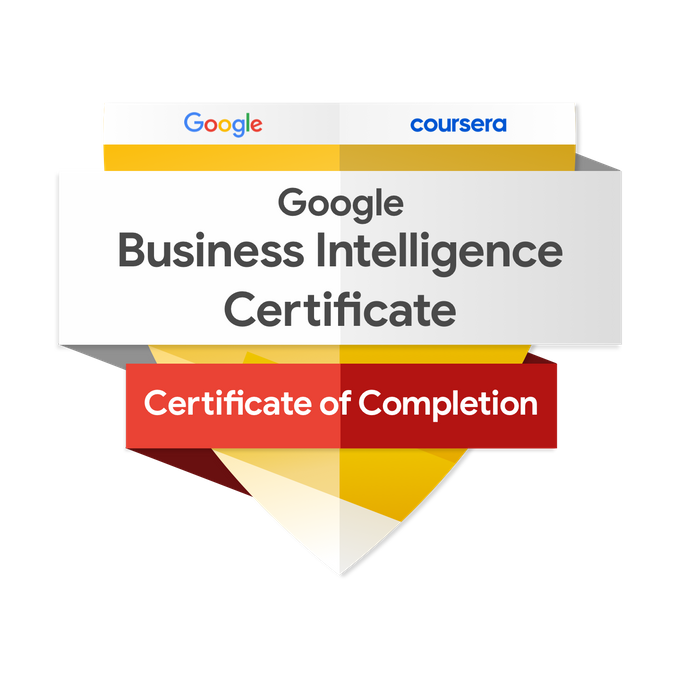 Google coursera
Google
Business Intelligence
Certificate
Certificate of Completion